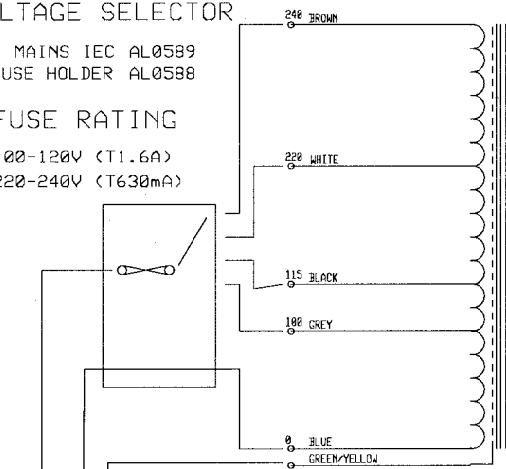 LTAGE SELECTOR
MAINS IEC AL0589
USE HOLDER AL0588
FUSE RATING
00-120V (T1.6A)
220-240V (T630mA)
240 BROWN
220 WHITE
115 BLACK
100 GREY
0 BLUE
GREEN/YELLOW